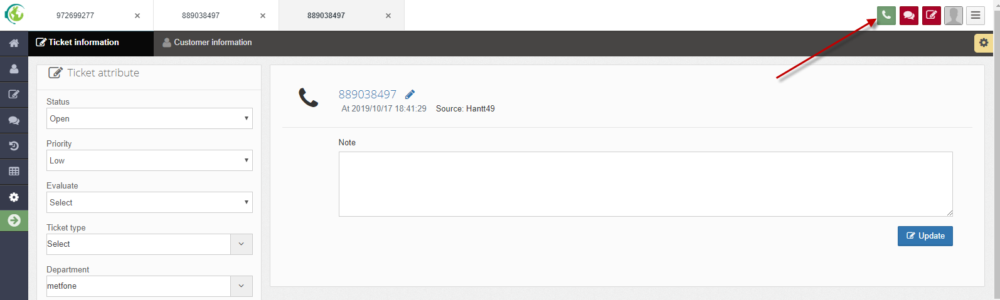 972699277 × 889038497 × 889038497 ×
Ticket information Customer information
Ticket attribute
Status
Open
Priority
Low
Evaluate
Select
Ticket type
Select
Department
metfone
889038497
At 2019/10/17 18:41:29 Source: Hantt49
Note
Update